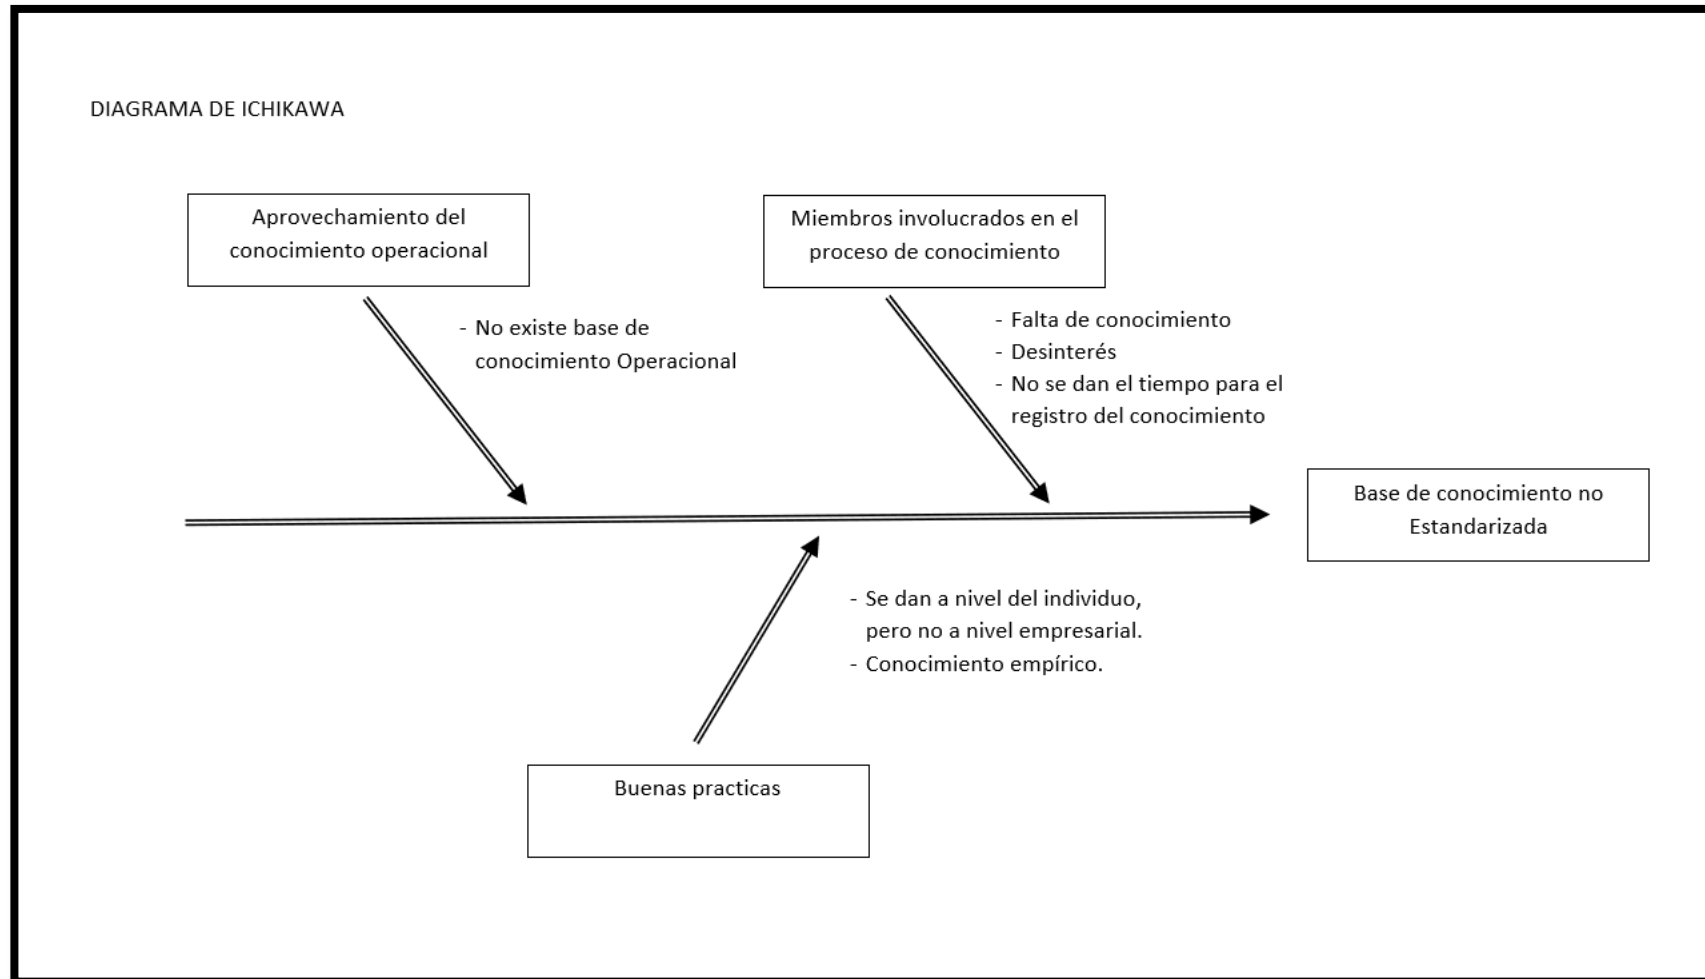 DIAGRAMA DE ICHIKAWA
Aprovechamiento del
conocimiento operacional
Miembros involucrados en el
proceso de conocimiento
- No existe base de
conocimiento Operacional
- Falta de conocimiento
- Desinterés
- No se dan el tiempo para el
registro del conocimiento
Base de conocimiento no
Estandarizada
- Se dan a nivel del individuo,
pero no a nivel empresarial.
- Conocimiento empírico.
Buenas practicas